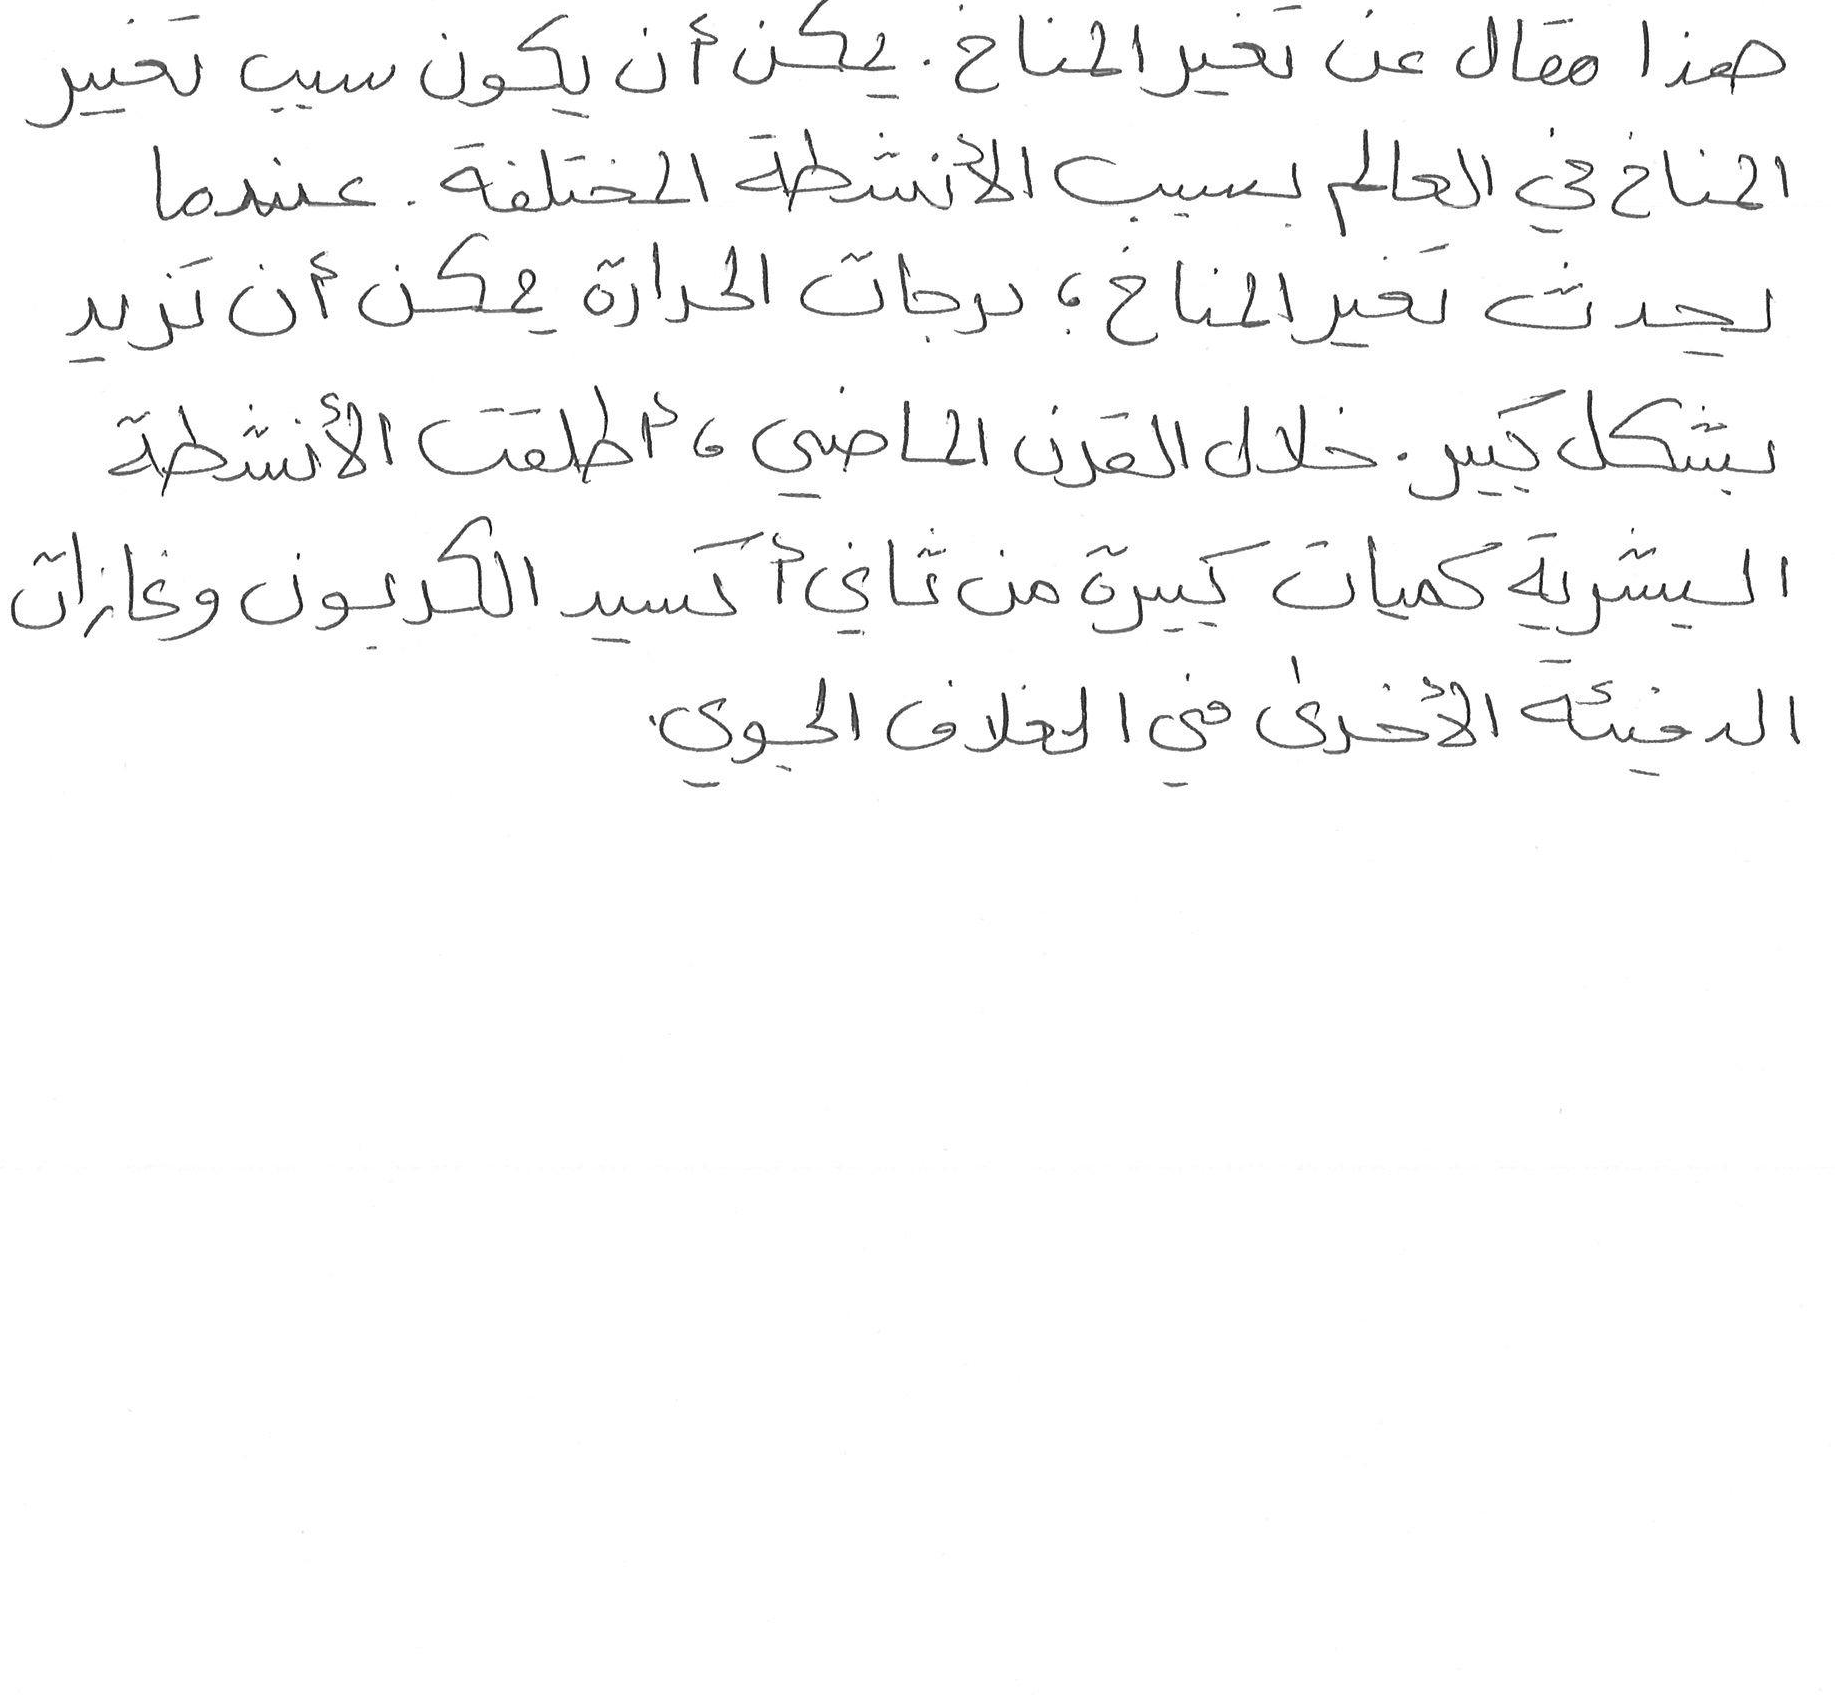 هذا مقال عن تغير المناخ. يمكن أن يكون سبب تغيير
المناخ في العالم بسبب الأنشطة المختلفة. عندما
يحدث تغير المناخ؛ درجات الحرارة يمكن أن تزيد
بشكل كبير. خلال القرن الماضي، أطلقت الأنشطة
البشرية كميات كبيرة من ثاني أكسيد الكربون وغازات
الدفيئة الأخرى في الغلاف الجوي.